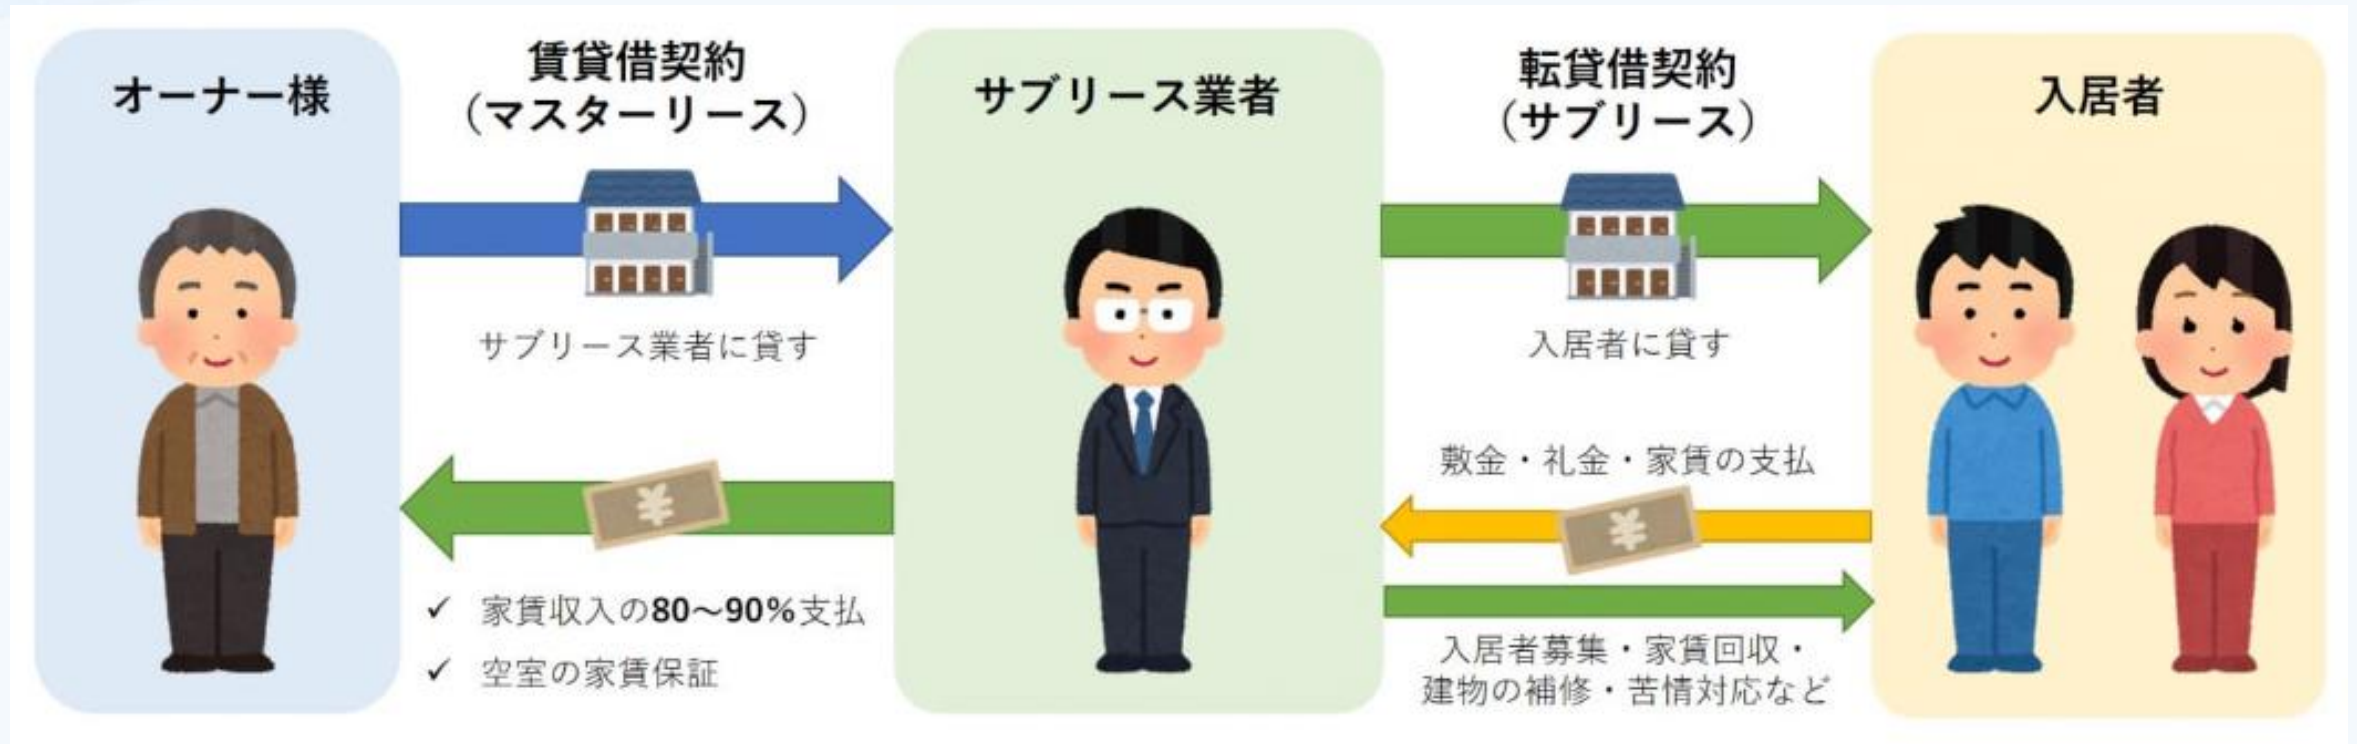 オーナー様
賃貸借契約
（マスターリース）
サブリース業者に貸す
¥
✓ 家賃収入の80～90%支払
✓ 空室の家賃保証
サブリース業者
転貸借契約
（サブリース）
入居者に貸す
敷金・礼金・家賃の支払
¥
入居者募集・家賃回収・
建物の補修・苦情対応など
入居者